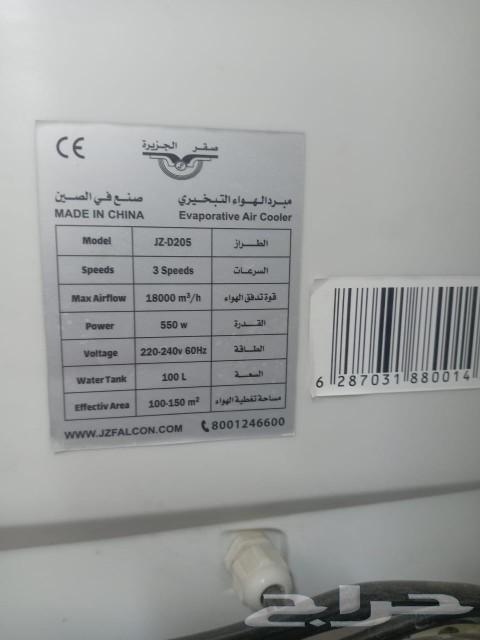 CE
صقر الجزيرة
JZ
صنع في الصين مبرد الهواء التبخيري
MADE IN CHINA Evaporative Air Cooler
Model JZ-D205 الطراز
Speeds 3 Speeds السرعات
Max Airflow 18000 m³/h قوة تدفق الهواء
Power 550 w القدرة
Voltage 220-240v 60Hz الطاقة
Water Tank 100 L السعة
Effectiv Area 100-150 m² مساحة تغطية الهواء
WWW.JZFALCON.COM 8001246600
6 287031 880014
حراج